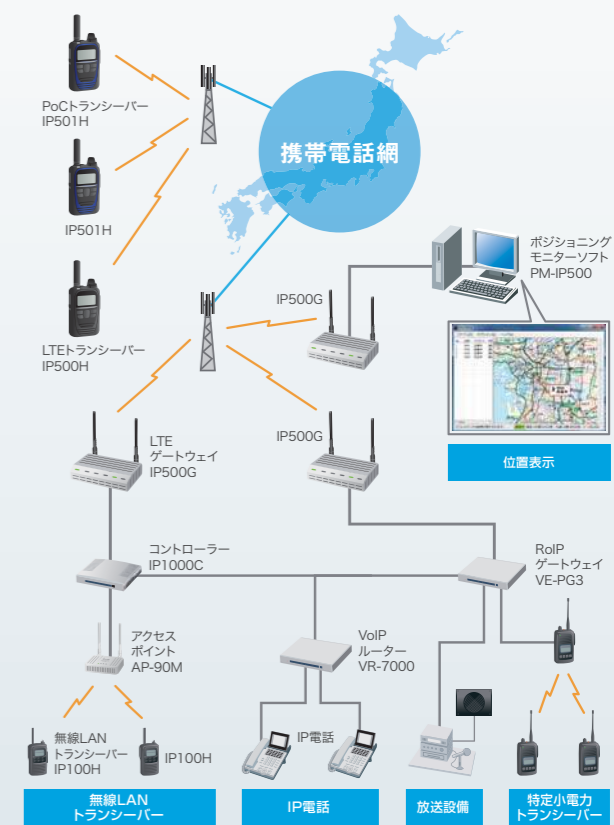 PoCトランシーバー
IP501H
携帯電話網
IP501H
ポジショニング
モニターソフト
PM-IP500
IP500G
LTEトランシーバー
IP500H
位置表示
LTE
ゲートウェイ
IP500G
IP500G
コントローラー
IP1000C
RoIP
ゲートウェイ
VE-PG3
アクセス
ポイント
AP-90M
VoIP
ルーター
VR-7000
無線LAN
トランシーバー
IP100H
IP100H
IP電話
無線LAN
トランシーバー
IP電話
放送設備
特定小電力
トランシーバー